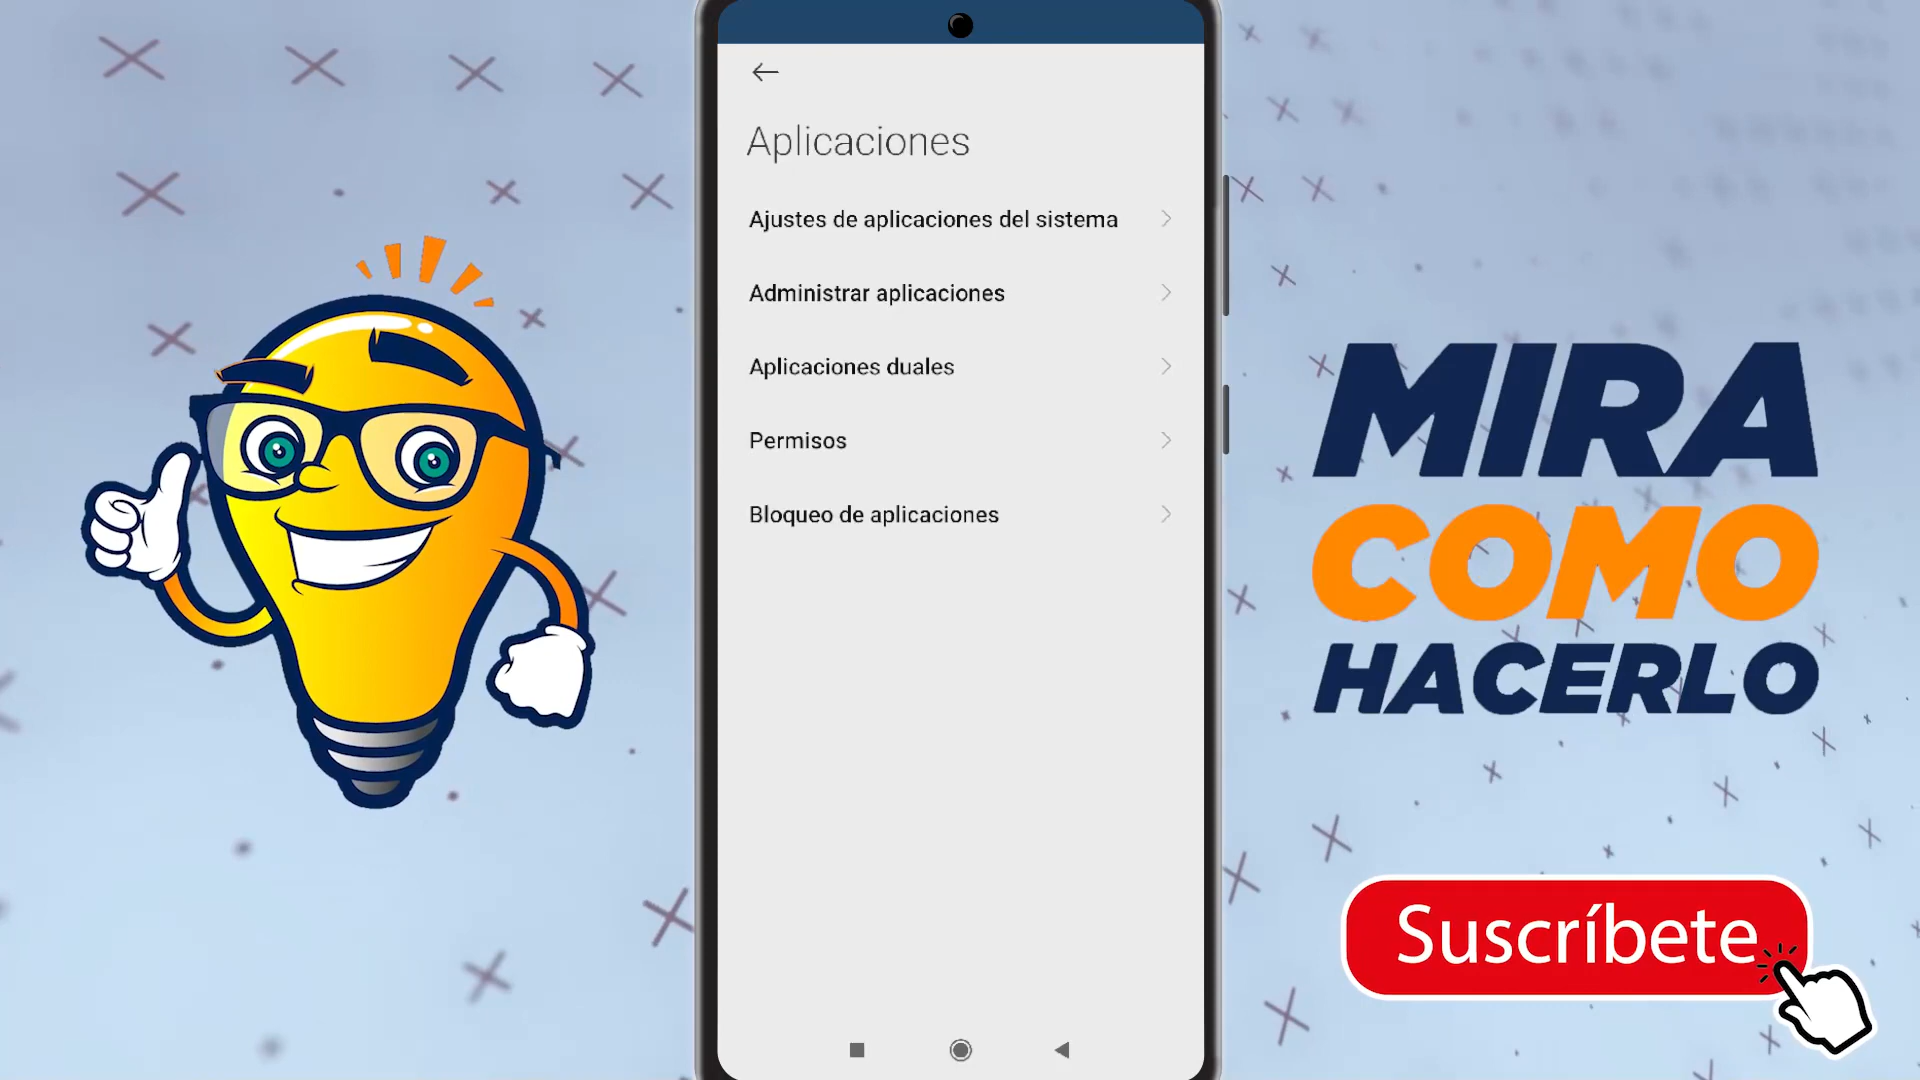 Aplicaciones
Ajustes de aplicaciones del sistema
Administrar aplicaciones
Aplicaciones duales
Permisos
Bloqueo de aplicaciones
MIRA
COMO
HACERLO
Suscríbete